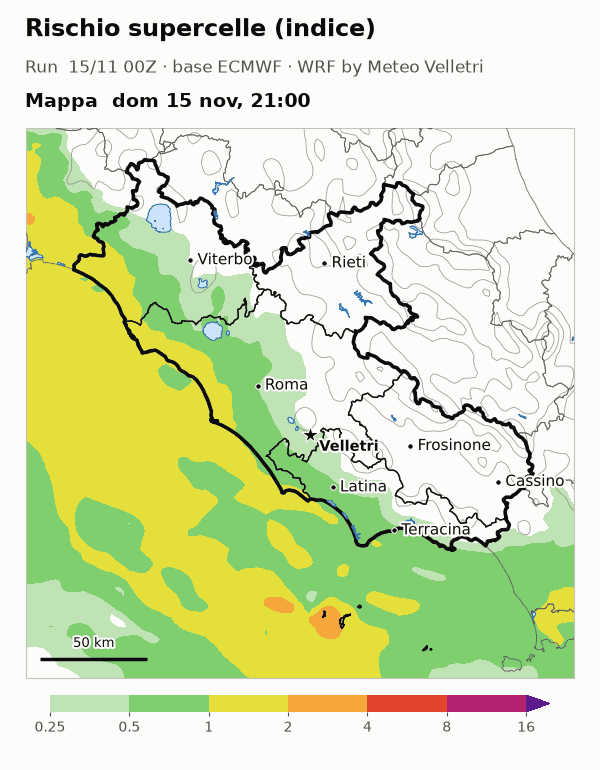 Rischio supercelle (indice)
Run 15/11 00Z · base ECMWF · WRF by Meteo Velletri
Mappa dom 15 nov, 21:00
Viterbo
Rieti
Roma
Velletri
Frosinone
Cassino
Latina
Terracina
50 km
0.25 0.5 1 2 4 8 16